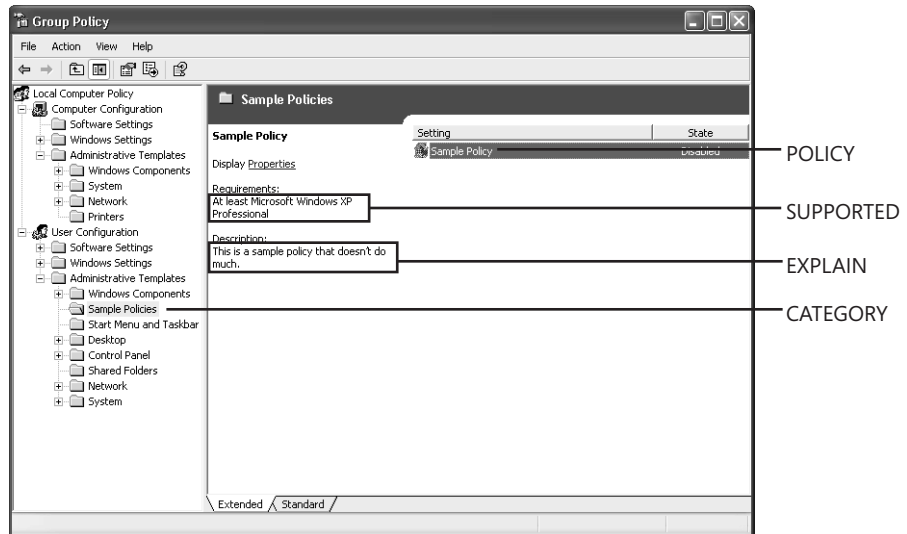 Group Policy
File Action View Help
Local Computer Policy
Computer Configuration
Software Settings
Windows Settings
Administrative Templates
Windows Components
System
Network
Printers
User Configuration
Software Settings
Windows Settings
Administrative Templates
Windows Components
Sample Policies
Start Menu and Taskbar
Desktop
Control Panel
Shared Folders
Network
System
Sample Policies
Sample Policy
Display Properties
Requirements:
At least Microsoft Windows XP
Professional
Description:
This is a sample policy that doesn't do
much.
Setting State
Sample Policy Disabled
Extended Standard
POLICY
SUPPORTED
EXPLAIN
CATEGORY